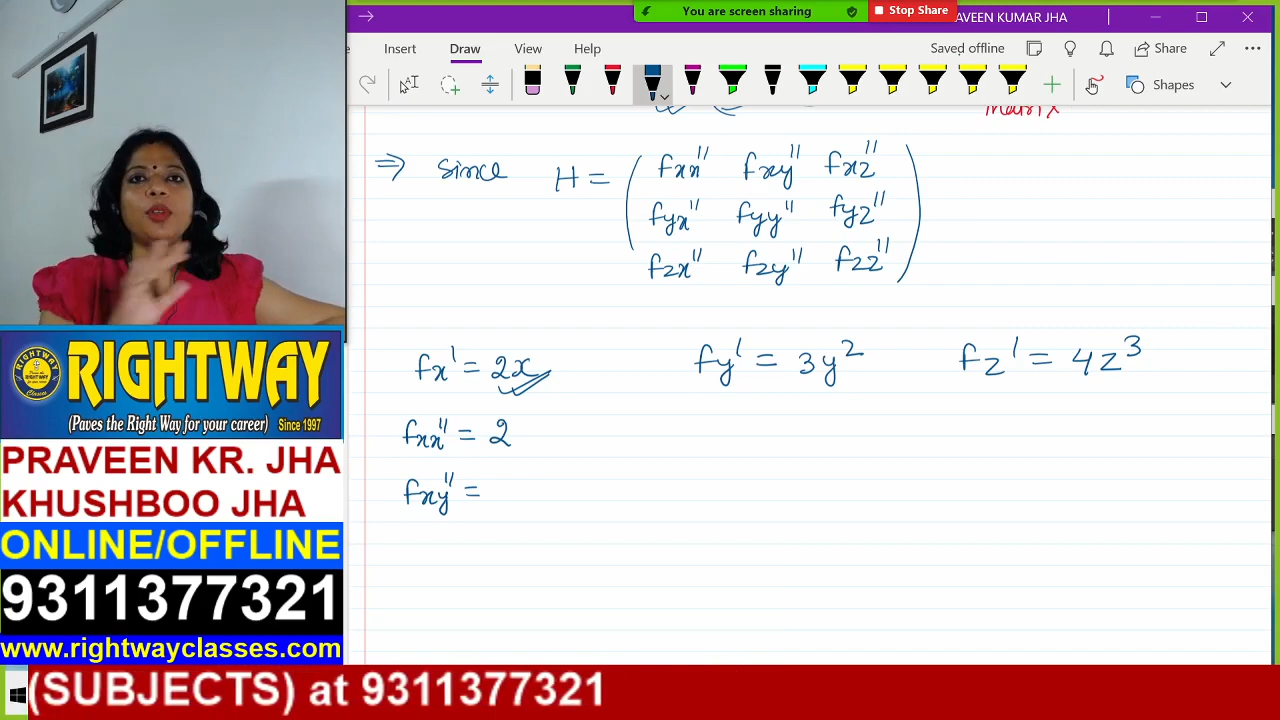 You are screen sharing Stop Share
AVEEN KUMAR JHA
Insert Draw View Help Saved offline Share
Shapes
Matrix
⇒ Since H = ( fxx'' fxy'' fxz''
fyx'' fyy'' fyz''
fzx'' fzy'' fzz'' )
fx' = 2x fy' = 3y² fz' = 4z³
fxx'' = 2
fxy'' =
RIGHTWAY
RIGHTWAY
Classes
(Paves the Right Way for your career) Since 1997
PRAVEEN KR. JHA
KHUSHBOO JHA
ONLINE/OFFLINE
9311377321
www.rightwayclasses.com
(SUBJECTS) at 9311377321